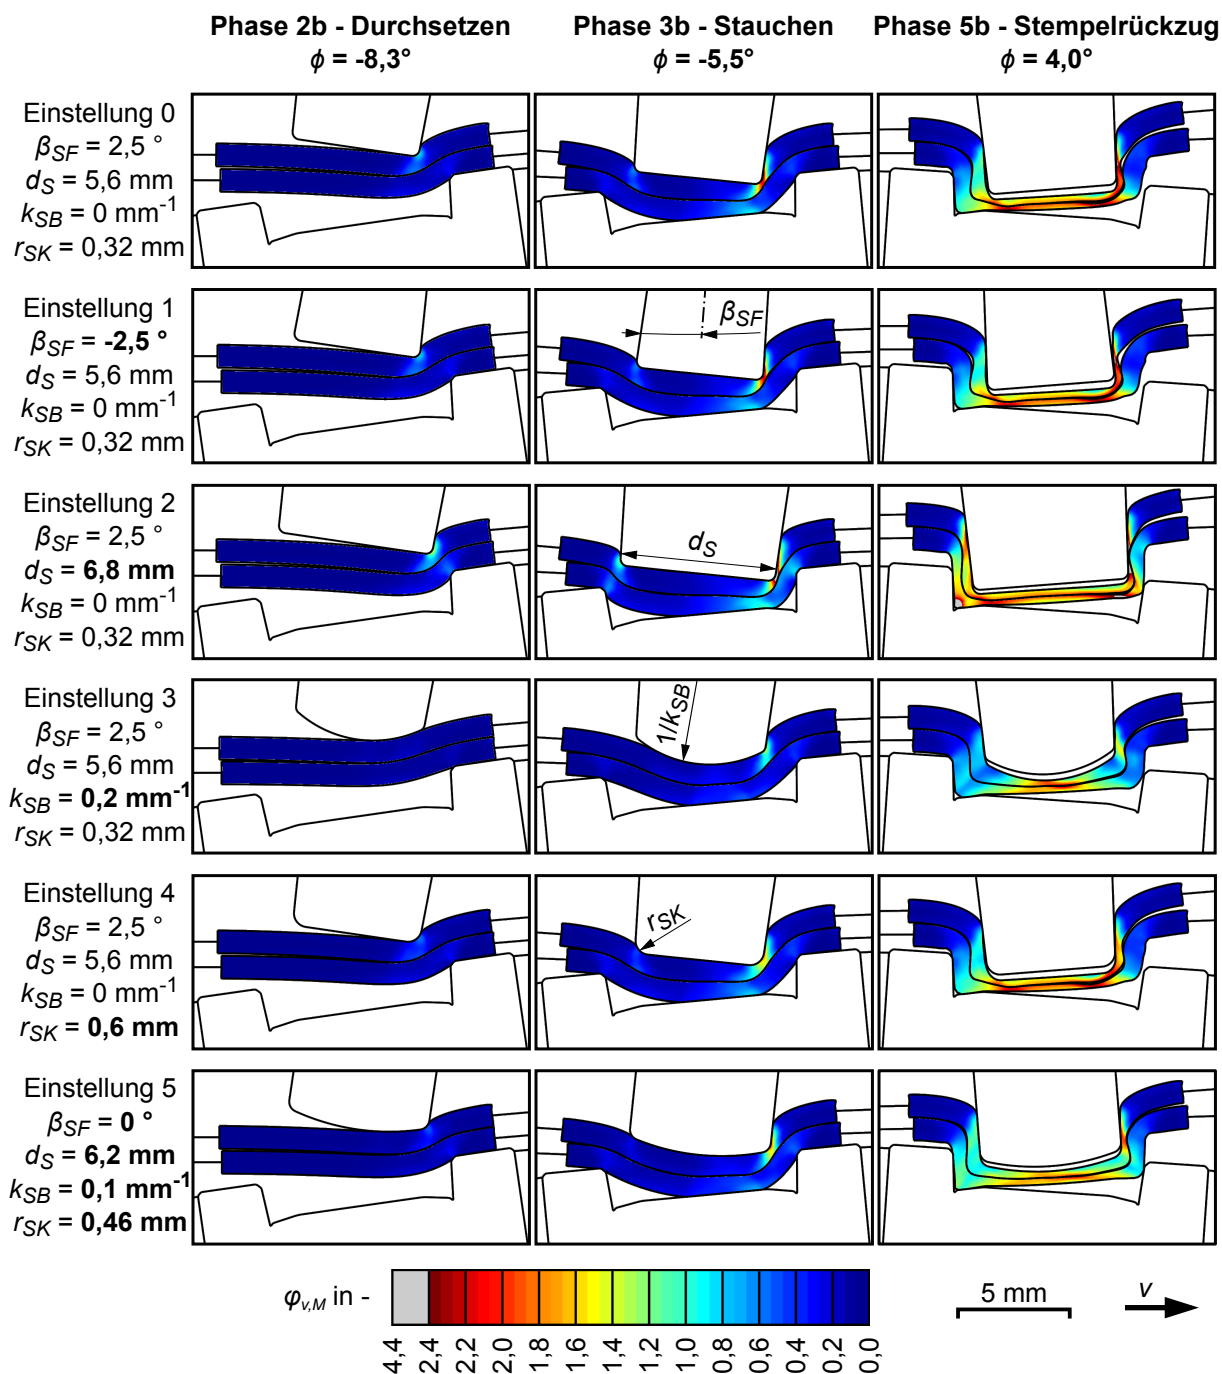 Phase 2b - Durchsetzen
ϕ = -8,3°
Phase 3b - Stauchen
ϕ = -5,5°
Phase 5b - Stempelrückzug
ϕ = 4,0°
Einstellung 0
βSF = 2,5 °
dS = 5,6 mm
kSB = 0 mm-1
rSK = 0,32 mm
Einstellung 1
βSF = -2,5 °
dS = 5,6 mm
kSB = 0 mm-1
rSK = 0,32 mm
βSF
Einstellung 2
βSF = 2,5 °
dS = 6,8 mm
kSB = 0 mm-1
rSK = 0,32 mm
dS
Einstellung 3
βSF = 2,5 °
dS = 5,6 mm
kSB = 0,2 mm-1
rSK = 0,32 mm
1/kSB
Einstellung 4
βSF = 2,5 °
dS = 5,6 mm
kSB = 0 mm-1
rSK = 0,6 mm
rSK
Einstellung 5
βSF = 0 °
dS = 6,2 mm
kSB = 0,1 mm-1
rSK = 0,46 mm
φv,M in -
4,4
2,4
2,2
2,0
1,8
1,6
1,4
1,2
1,0
0,8
0,6
0,4
0,2
0,0
5 mm
v